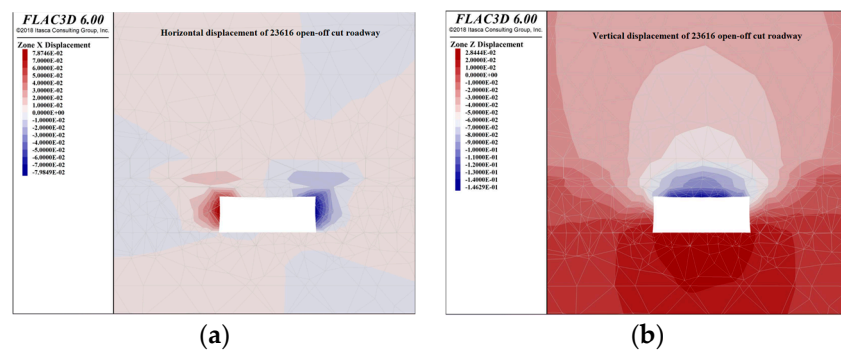 FLAC3D 6.00
©2018 Itasca Consulting Group, Inc.
Zone X Displacement
7.8746E-02
7.0000E-02
6.0000E-02
5.0000E-02
4.0000E-02
3.0000E-02
2.0000E-02
1.0000E-02
0.0000E+00
-1.0000E-02
-2.0000E-02
-3.0000E-02
-4.0000E-02
-5.0000E-02
-6.0000E-02
-7.0000E-02
-7.9849E-02
Horizontal displacement of 23616 open-off cut roadway
(a)
FLAC3D 6.00
©2018 Itasca Consulting Group, Inc.
Zone Z Displacement
2.8444E-02
2.0000E-02
1.0000E-02
0.0000E+00
-1.0000E-02
-2.0000E-02
-3.0000E-02
-4.0000E-02
-5.0000E-02
-6.0000E-02
-7.0000E-02
-8.0000E-02
-9.0000E-02
-1.0000E-01
-1.1000E-01
-1.2000E-01
-1.3000E-01
-1.4000E-01
-1.4629E-01
Vertical displacement of 23616 open-off cut roadway
(b)